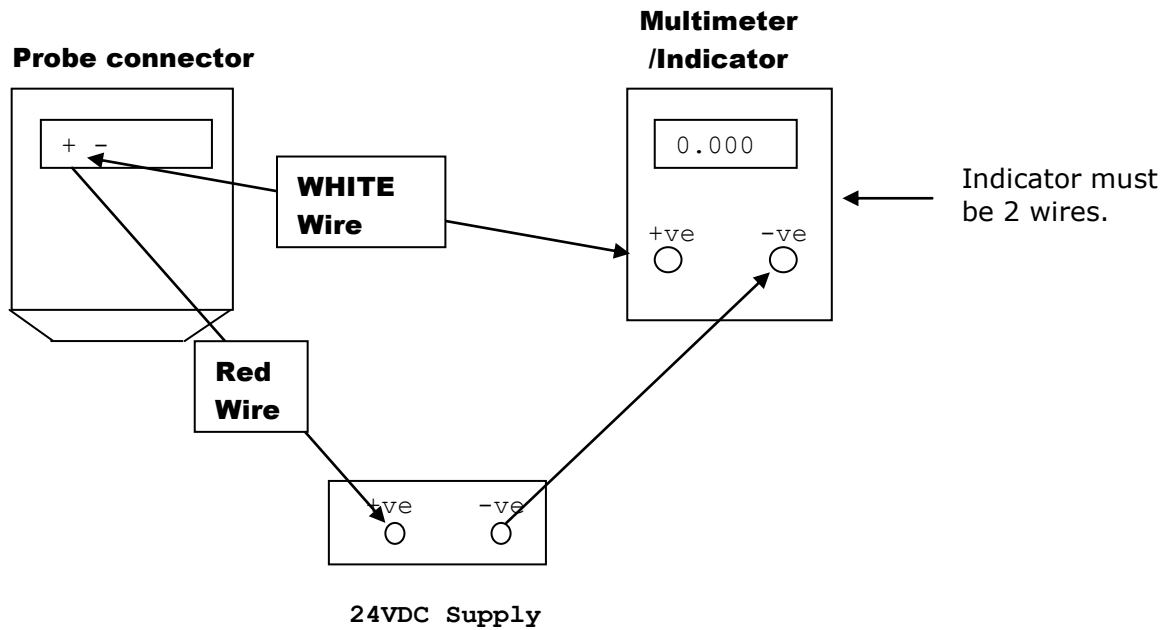 Multimeter
/Indicator
Probe connector
+ -
0.000
WHITE
Wire
Indicator must
be 2 wires.
+ve
-ve
Red
Wire
+ve
-ve
24VDC Supply